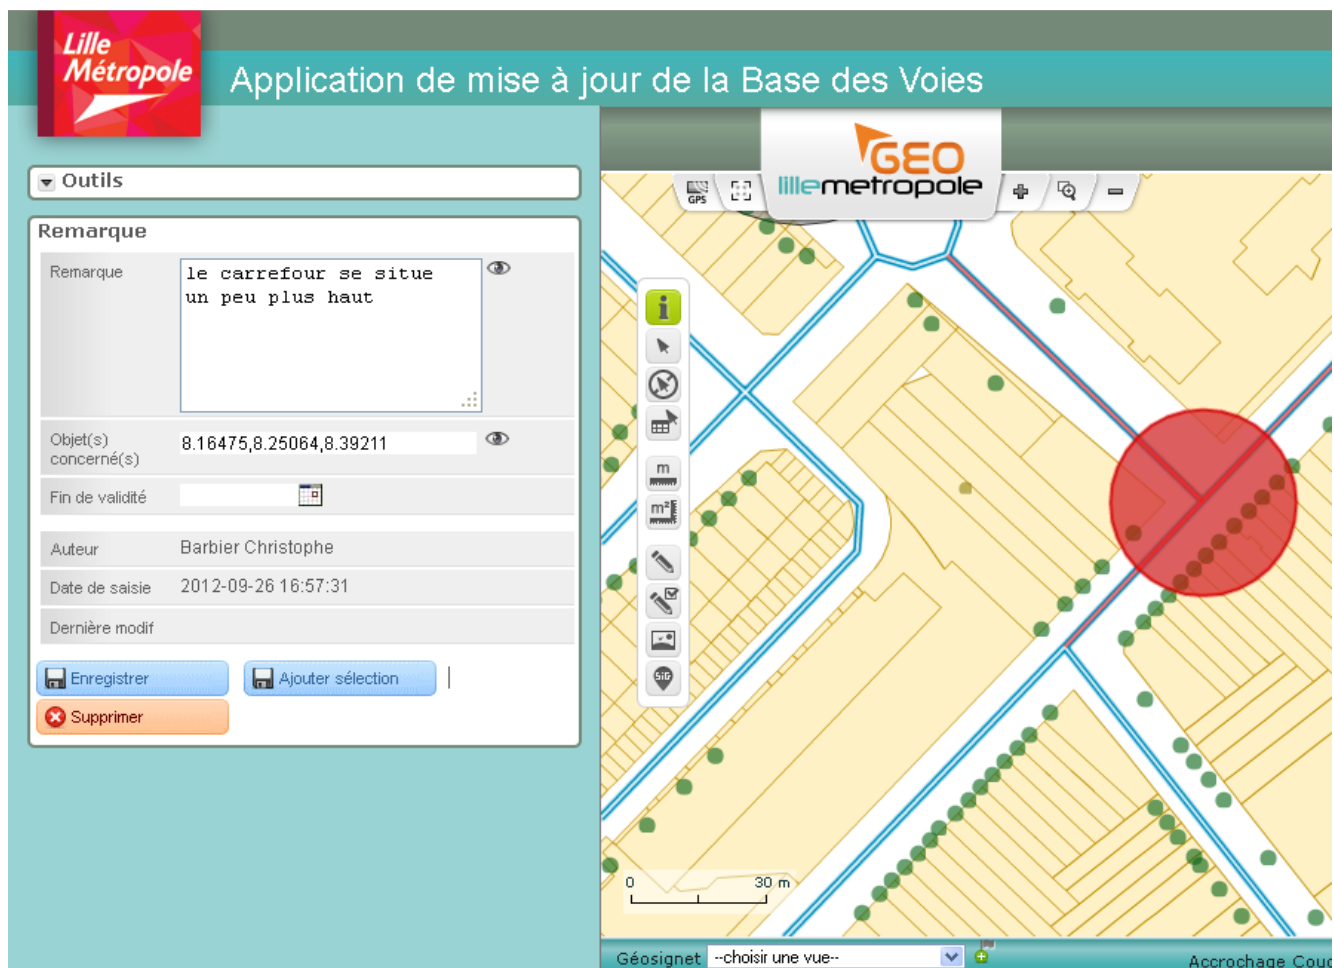 Lille
Métropole
Application de mise à jour de la Base des Voies
GEO
lillemetropole
GPS
Outils
Remarque
Remarque
le carrefour se situe
un peu plus haut
Objet(s)
concerné(s)
8.16475,8.25064,8.39211
Fin de validité
Auteur
Barbier Christophe
Date de saisie
2012-09-26 16:57:31
Dernière modif
Enregistrer
Ajouter sélection
Supprimer
i
m
m²
SIG
0
30 m
Géosignet
--choisir une vue--
Accrochage Couc